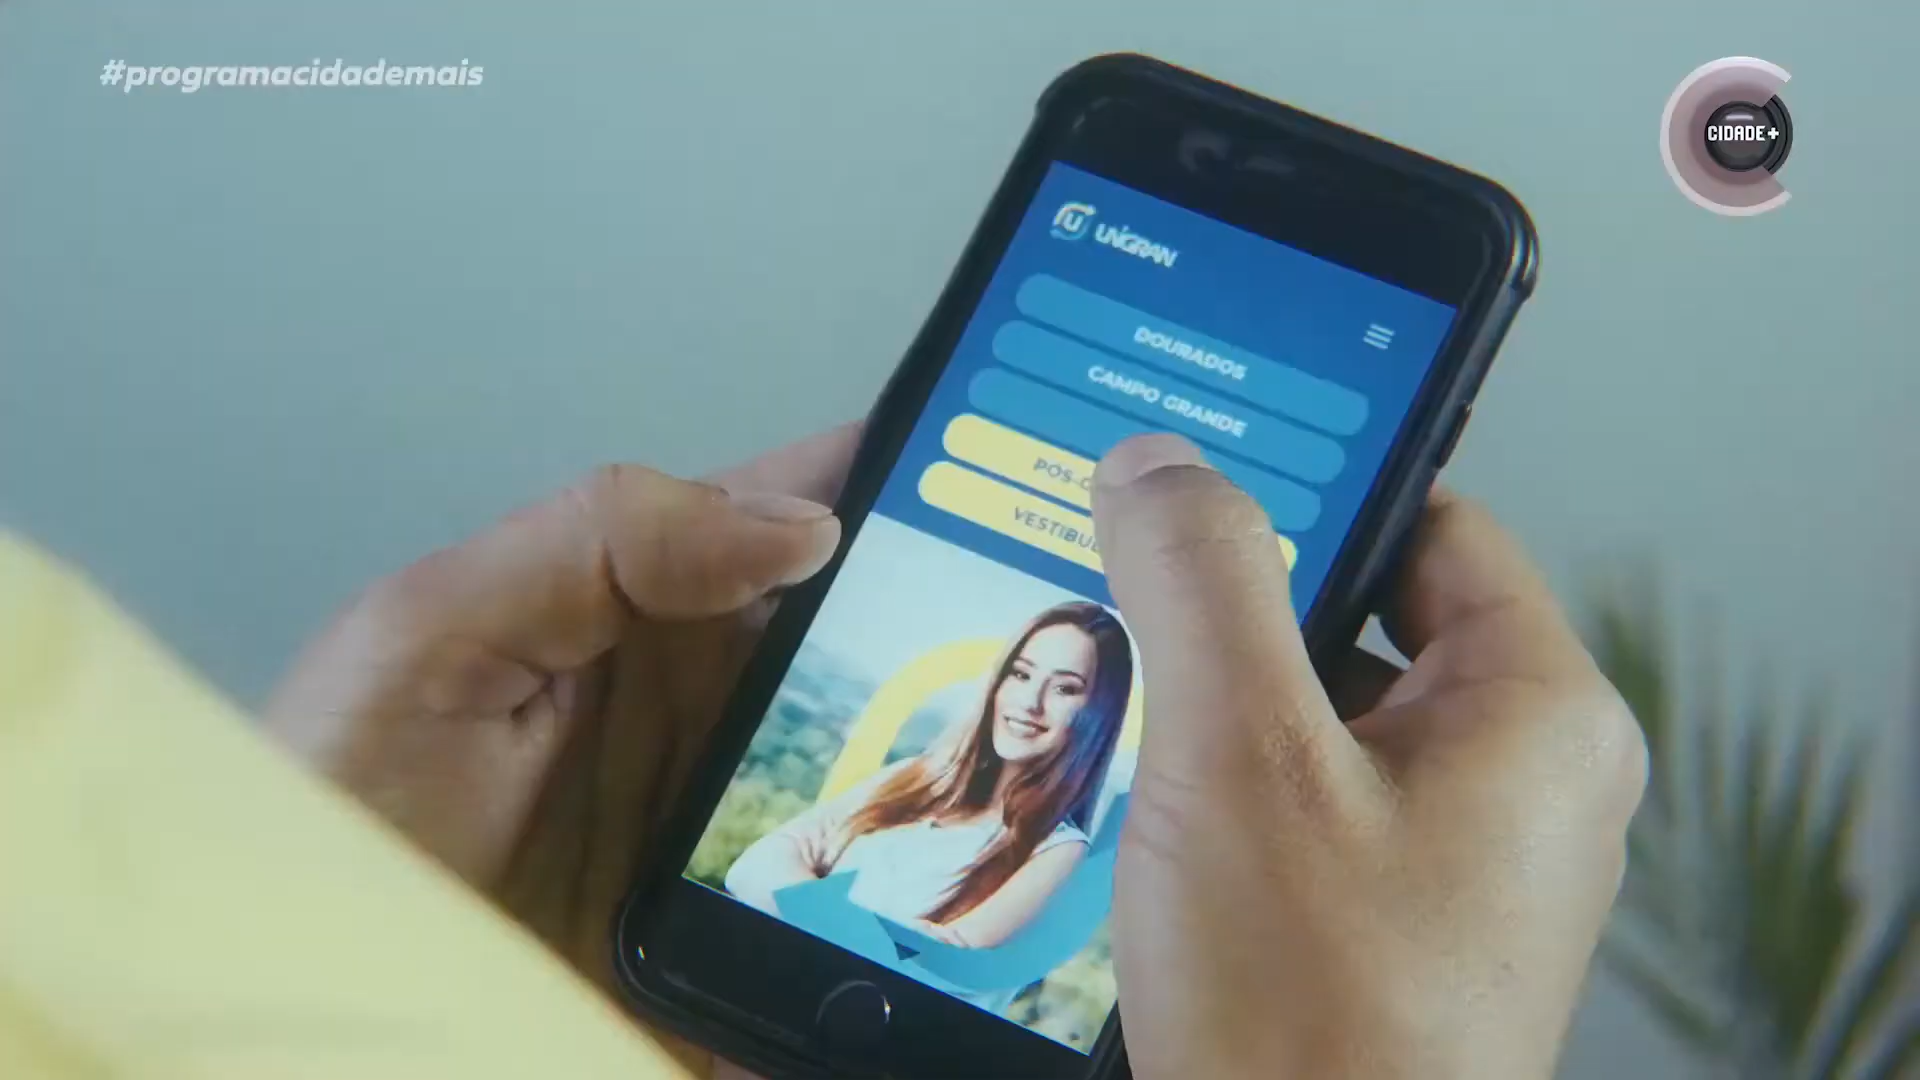 #programacidademais
CIDADE+
U UNIGRAN
DOURADOS
CAMPO GRANDE